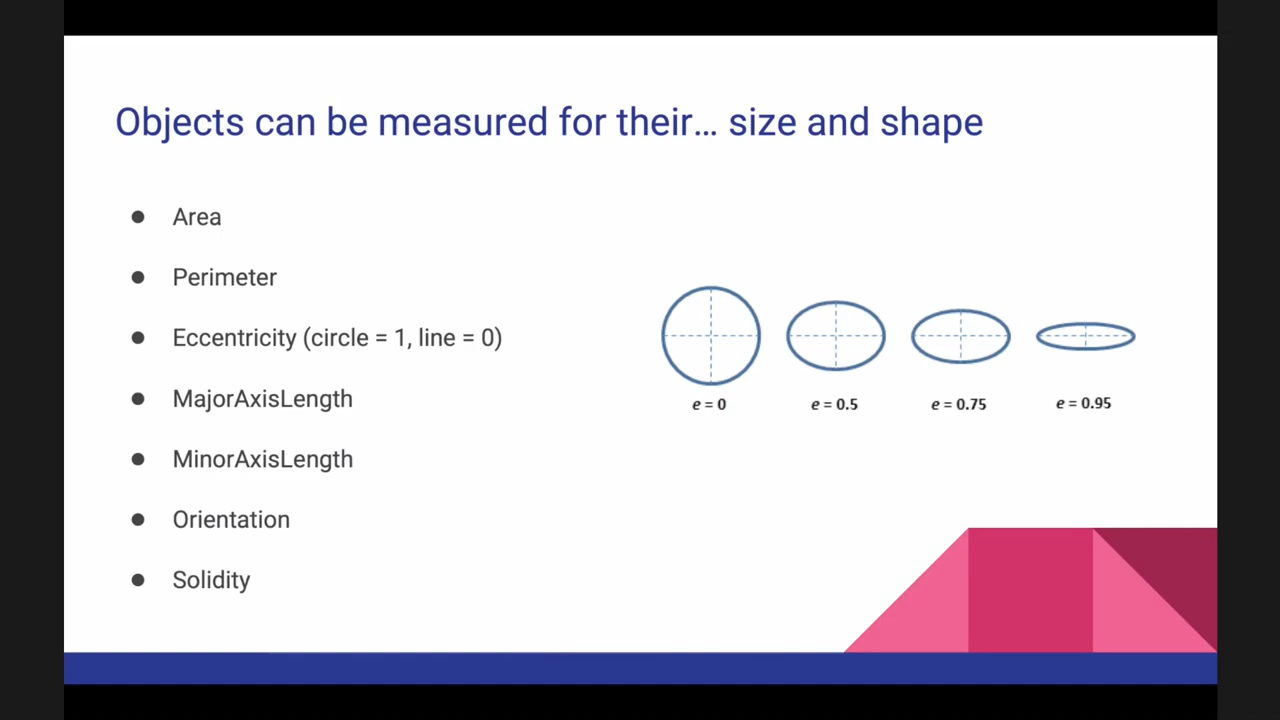 Objects can be measured for their... size and shape
● Area
● Perimeter
● Eccentricity (circle = 1, line = 0)
● MajorAxisLength
● MinorAxisLength
● Orientation
● Solidity
e = 0 e = 0.5 e = 0.75 e = 0.95